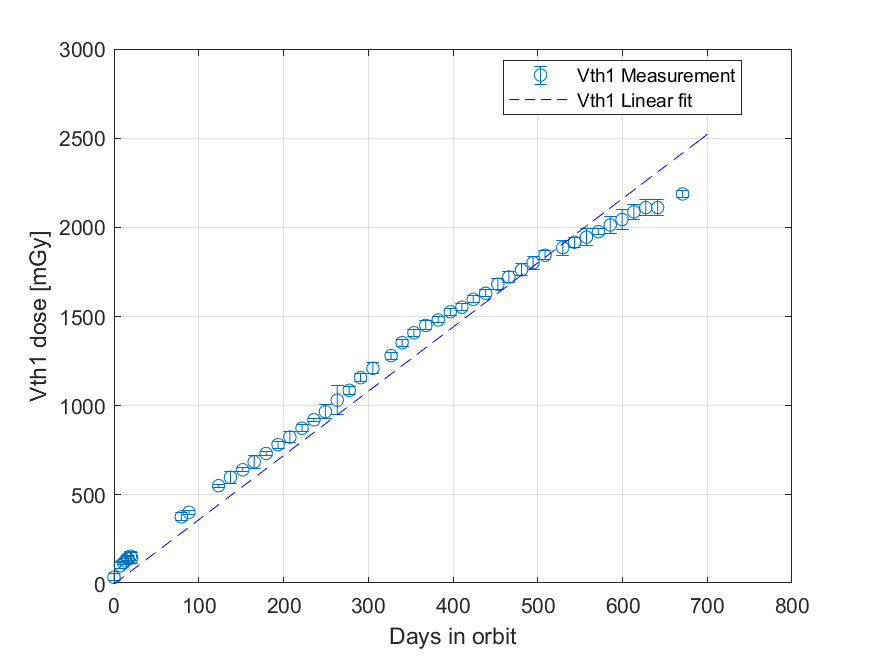 3000
2500
2000
1500
1000
500
0
Vth1 dose [mGy]
Vth1 Measurement
Vth1 Linear fit
0 100 200 300 400 500 600 700 800
Days in orbit